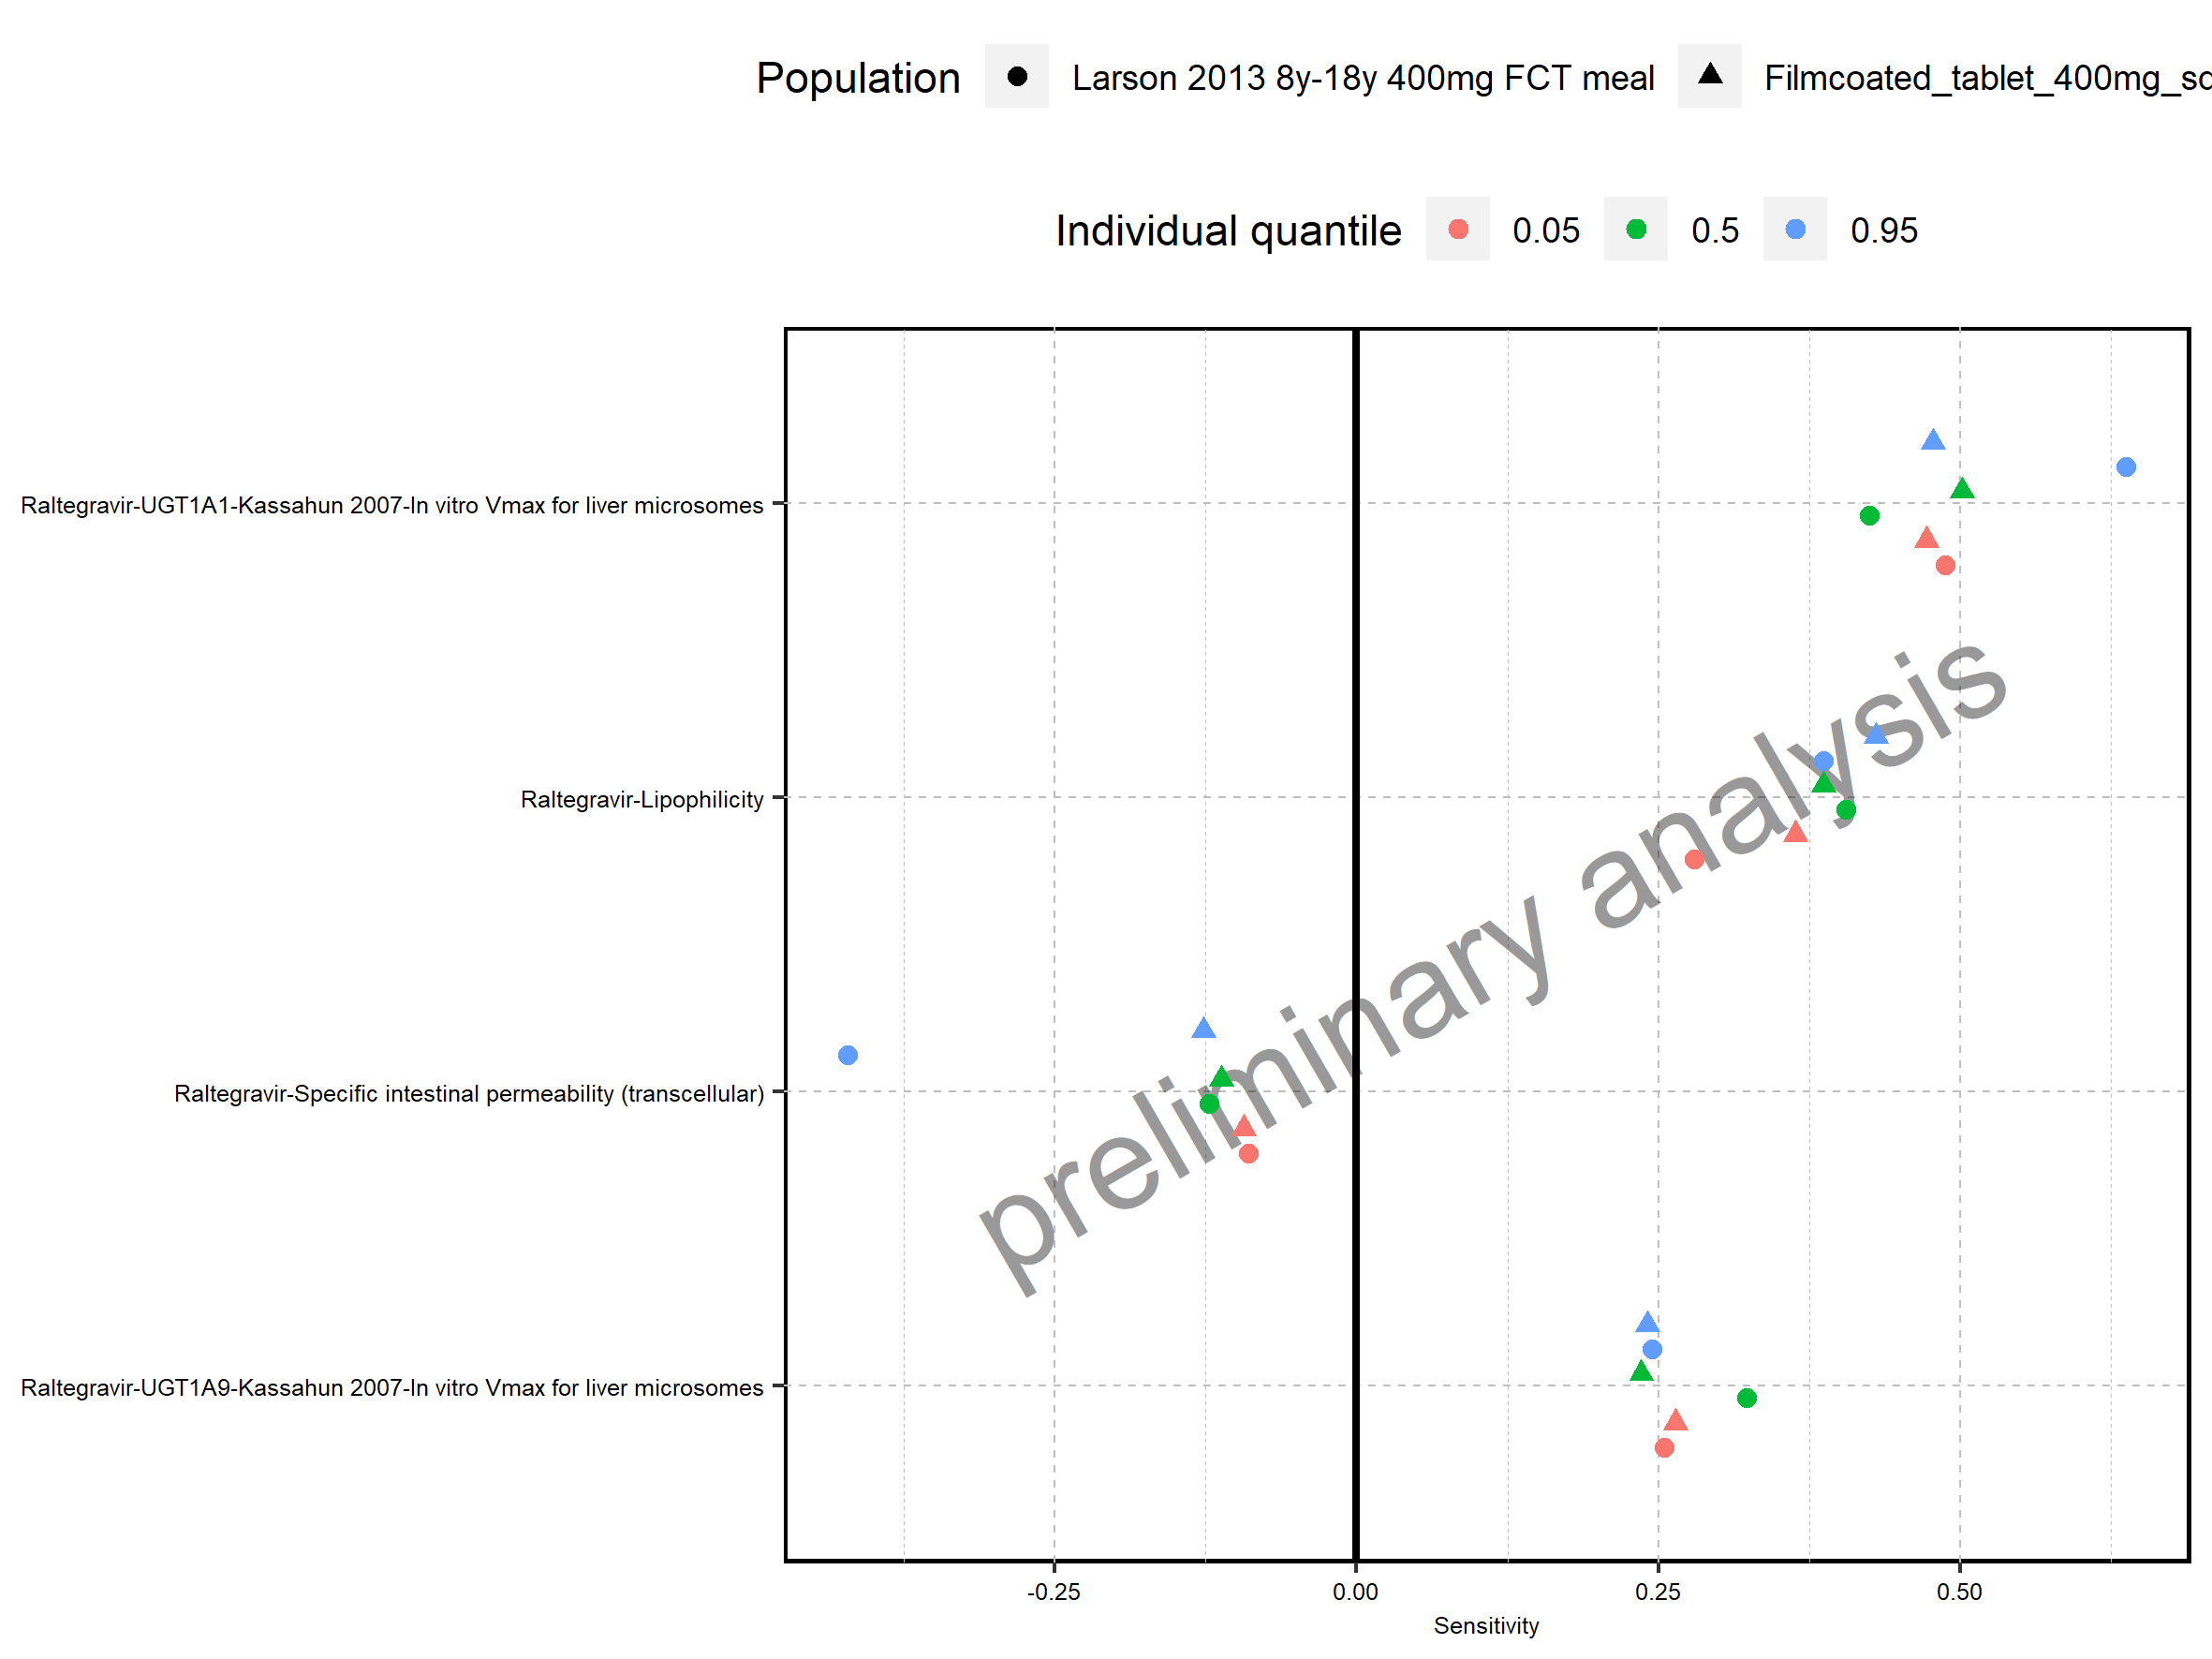 Population Larson 2013 8y-18y 400mg FCT meal Filmcoated_tablet_400mg_sd
Individual quantile 0.05 0.5 0.95
Raltegravir-UGT1A1-Kassahun 2007-In vitro Vmax for liver microsomes
Raltegravir-Lipophilicity
preliminary analysis
Raltegravir-Specific intestinal permeability (transcellular)
Raltegravir-UGT1A9-Kassahun 2007-In vitro Vmax for liver microsomes
-0.25 0.00 0.25 0.50
Sensitivity